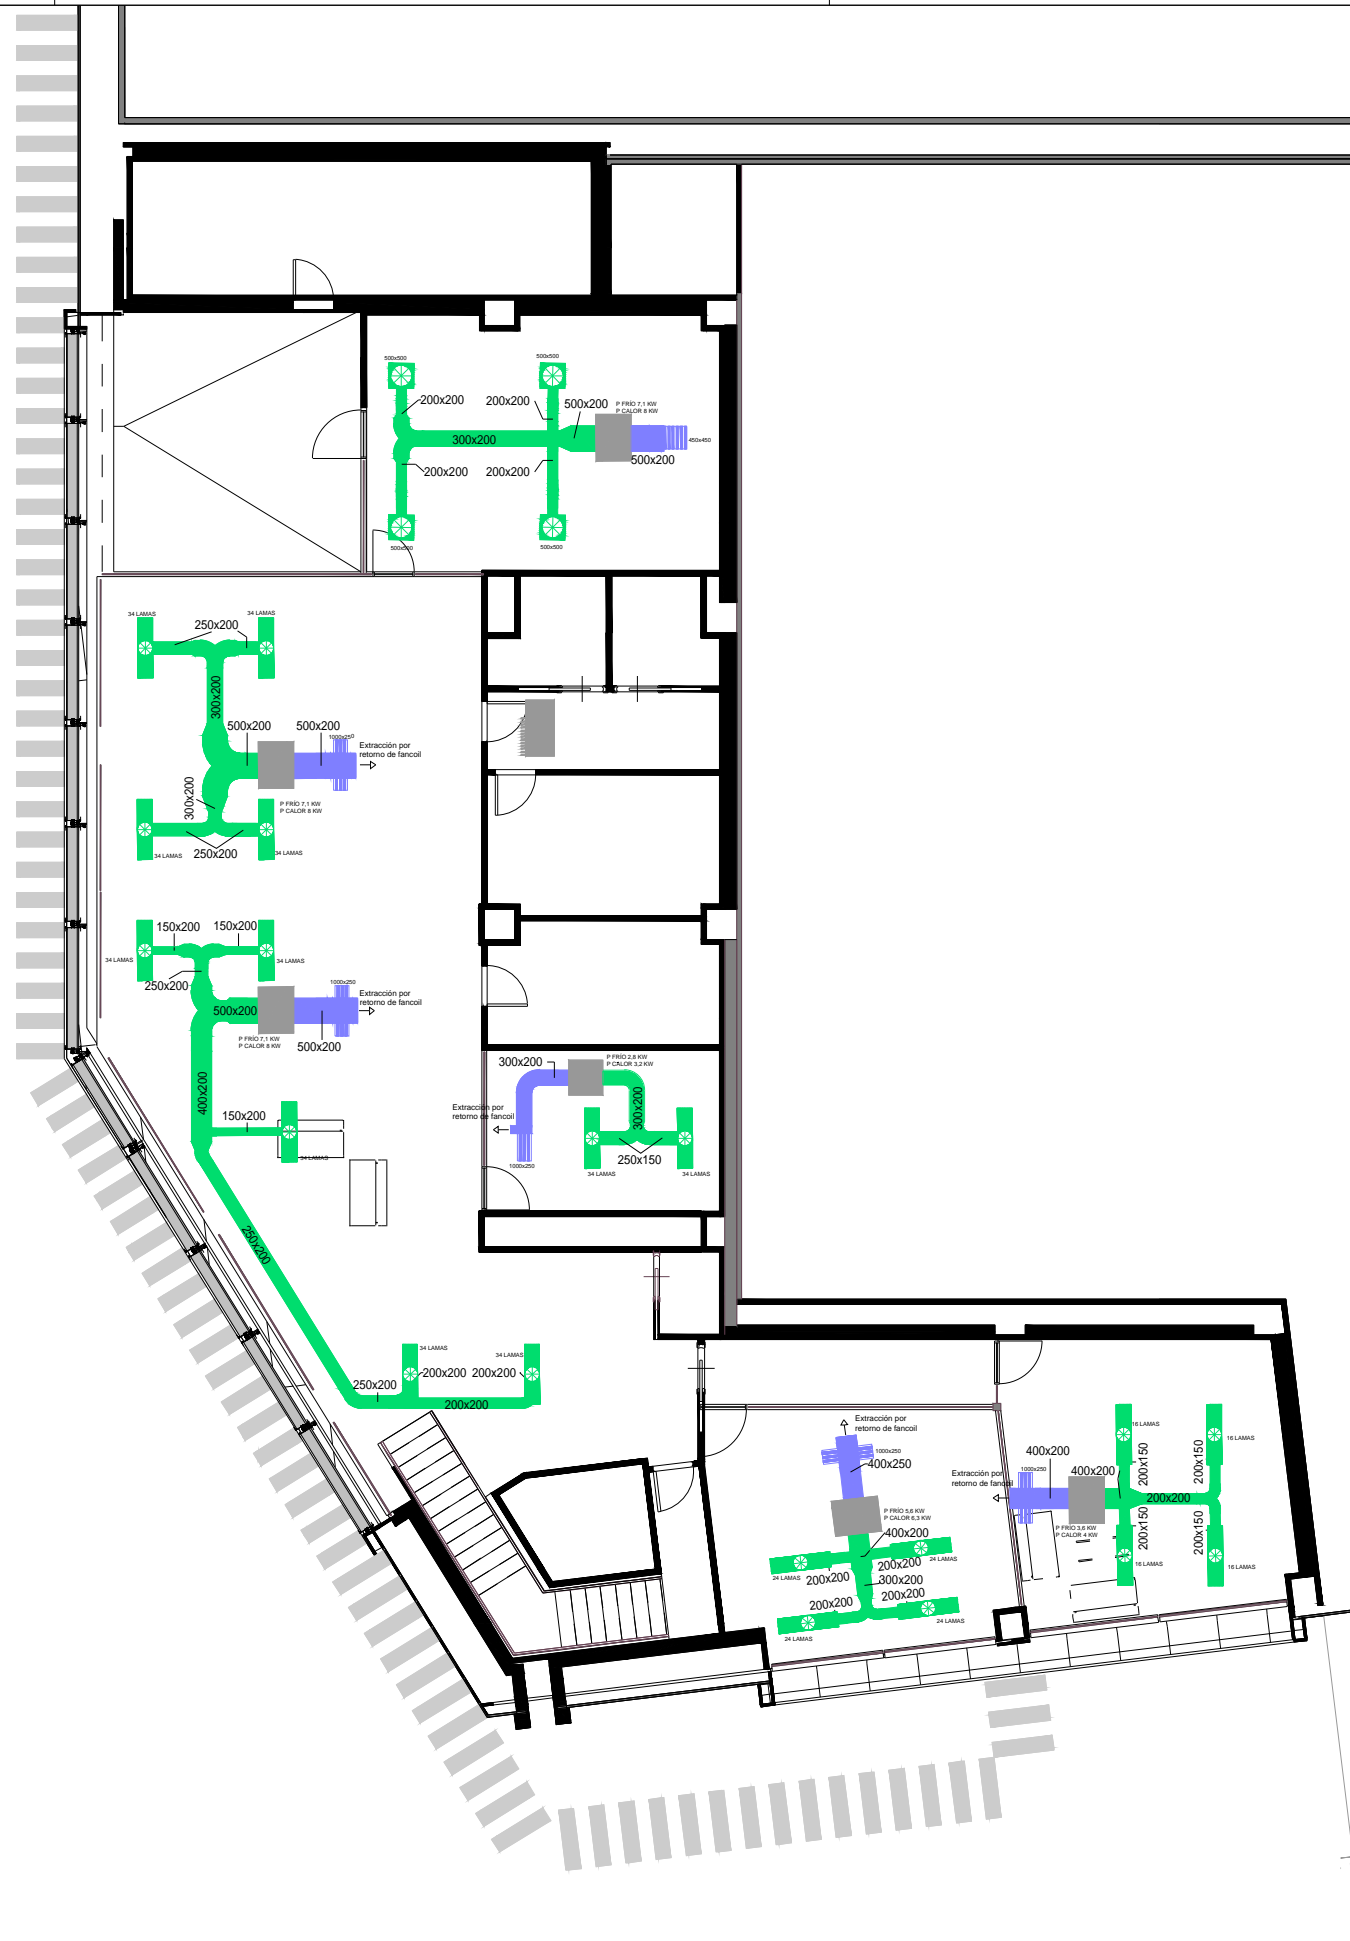 500x500
500x500
200x200
200x200
500x200
P FRÍO 7,1 KW
P CALOR 8 KW
300x200
450x450
500x200
200x200
200x200
500x500
500x500
34 LAMAS
34 LAMAS
250x200
300x200
500x200
500x200
1000x250
Extracción por
retorno de fancoil
300x200
P FRÍO 7,1 KW
P CALOR 8 KW
34 LAMAS
250x200
34 LAMAS
150x200
150x200
34 LAMAS
34 LAMAS
250x200
1000x250
Extracción por
retorno de fancoil
500x200
P FRÍO 7,1 KW
P CALOR 8 KW
500x200
400x200
150x200
34 LAMAS
300x200
P FRÍO 2,8 KW
P CALOR 3,2 KW
Extracción por
retorno de fancoil
300x200
1000x250
250x150
34 LAMAS
34 LAMAS
250x200
34 LAMAS
34 LAMAS
250x200
200x200
200x200
200x200
Extracción por
retorno de fancoil
1000x250
400x250
P FRÍO 5,6 KW
P CALOR 6,3 KW
400x200
24 LAMAS
200x200
200x200
24 LAMAS
300x200
200x200
200x200
24 LAMAS
24 LAMAS
Extracción por
retorno de fancoil
1000x250
400x200
400x200
16 LAMAS
16 LAMAS
200x150
200x150
200x200
P FRÍO 3,6 KW
P CALOR 4 KW
200x150
200x150
16 LAMAS
16 LAMAS